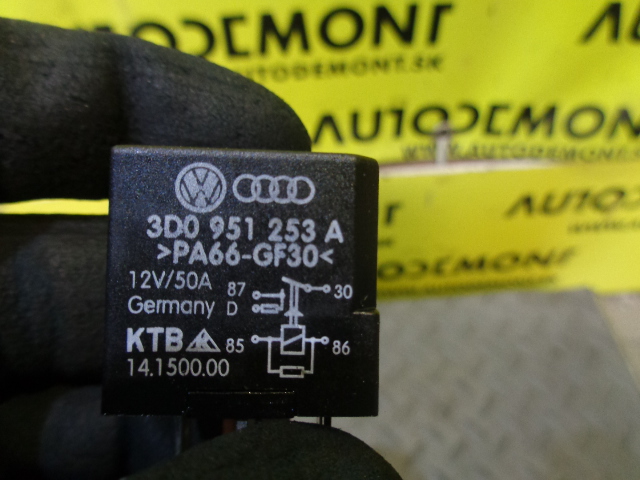 AUTODEMONT
AUTODEMONT.SK
AUTODEMONT
3D0 951 253 A
>PA66-GF30<
12V/50A
Germany
KTB
14.1500.00
87
D
30
85
86